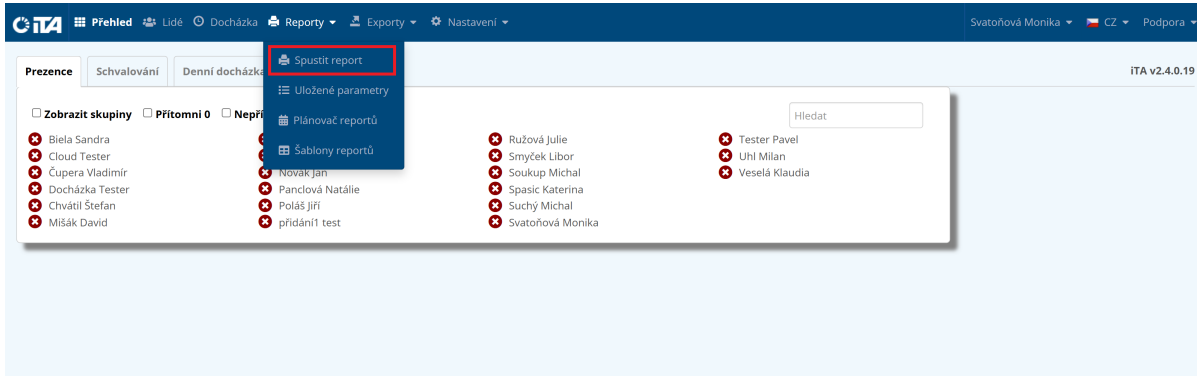 iTA Přehled Lidé Docházka Reporty Exporty Nastavení Svatoňová Monika CZ Podpora
Spustit report
Uložené parametry
Plánovač reportů
Šablony reportů
Prezence Schvalování Denní docházka iTA v2.4.0.19
Zobrazit skupiny Přítomni 0 Hledat
Biela Sandra Ružová Julie Tester Pavel
Cloud Tester Smyček Libor Uhl Milan
Čupera Vladimír Novák Jan Soukup Michal Veselá Klaudia
Docházka Tester Panclová Natálie Spasic Katerina
Chvátil Štefan Poláš Jiří Suchý Michal
Mišák David přidání1 test Svatoňová Monika